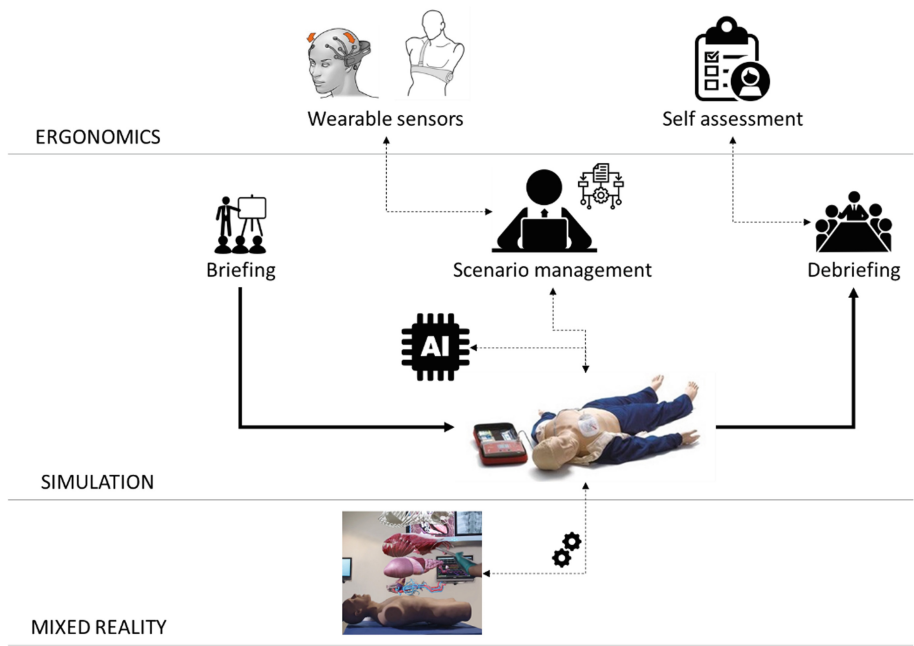 Wearable sensors
Self assessment
ERGONOMICS
Briefing
Scenario management
Debriefing
AI
SIMULATION
MIXED REALITY